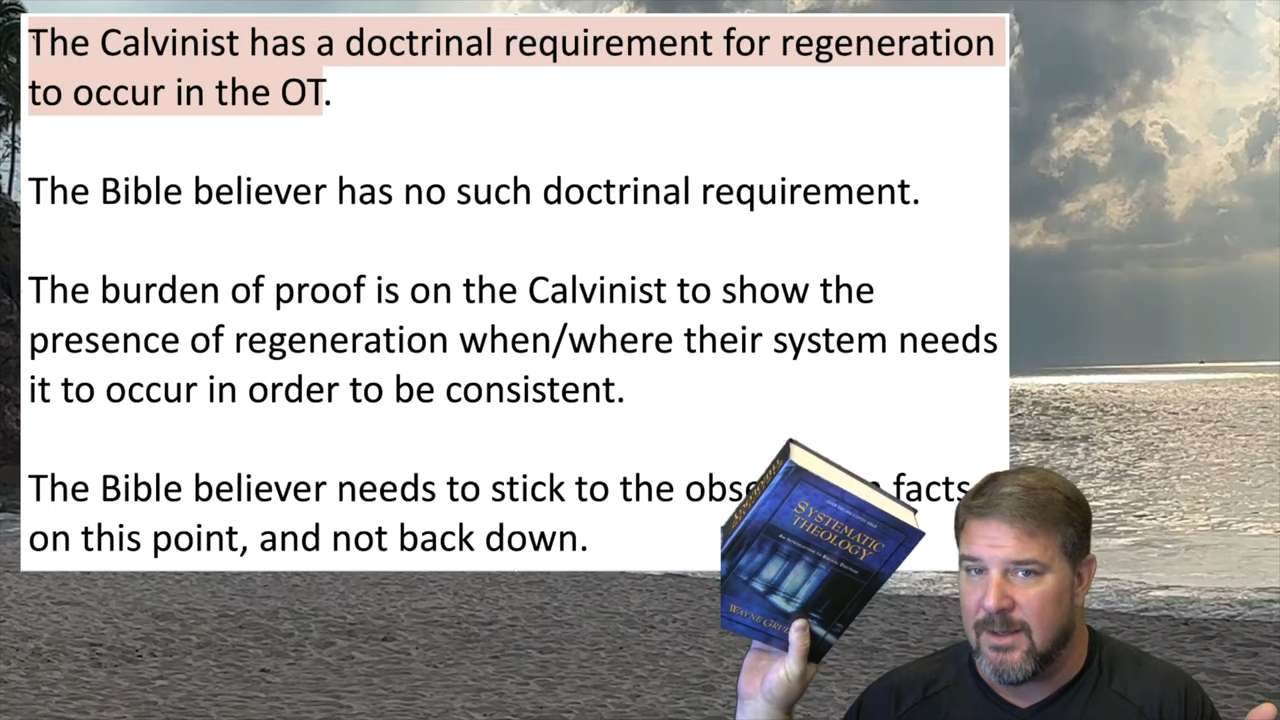 The Calvinist has a doctrinal requirement for regeneration
to occur in the OT.
The Bible believer has no such doctrinal requirement.
The burden of proof is on the Calvinist to show the
presence of regeneration when/where their system needs
it to occur in order to be consistent.
The Bible believer needs to stick to the facts
on this point, and not back down.
SYSTEMATIC
THEOLOGY
WAYNE